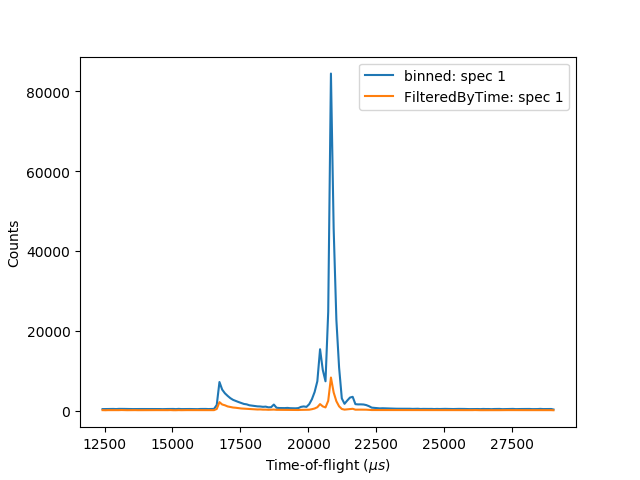 binned: spec 1
FilteredByTime: spec 1
80000
60000
40000
20000
0
Counts
12500 15000 17500 20000 22500 25000 27500
Time-of-flight (μs)